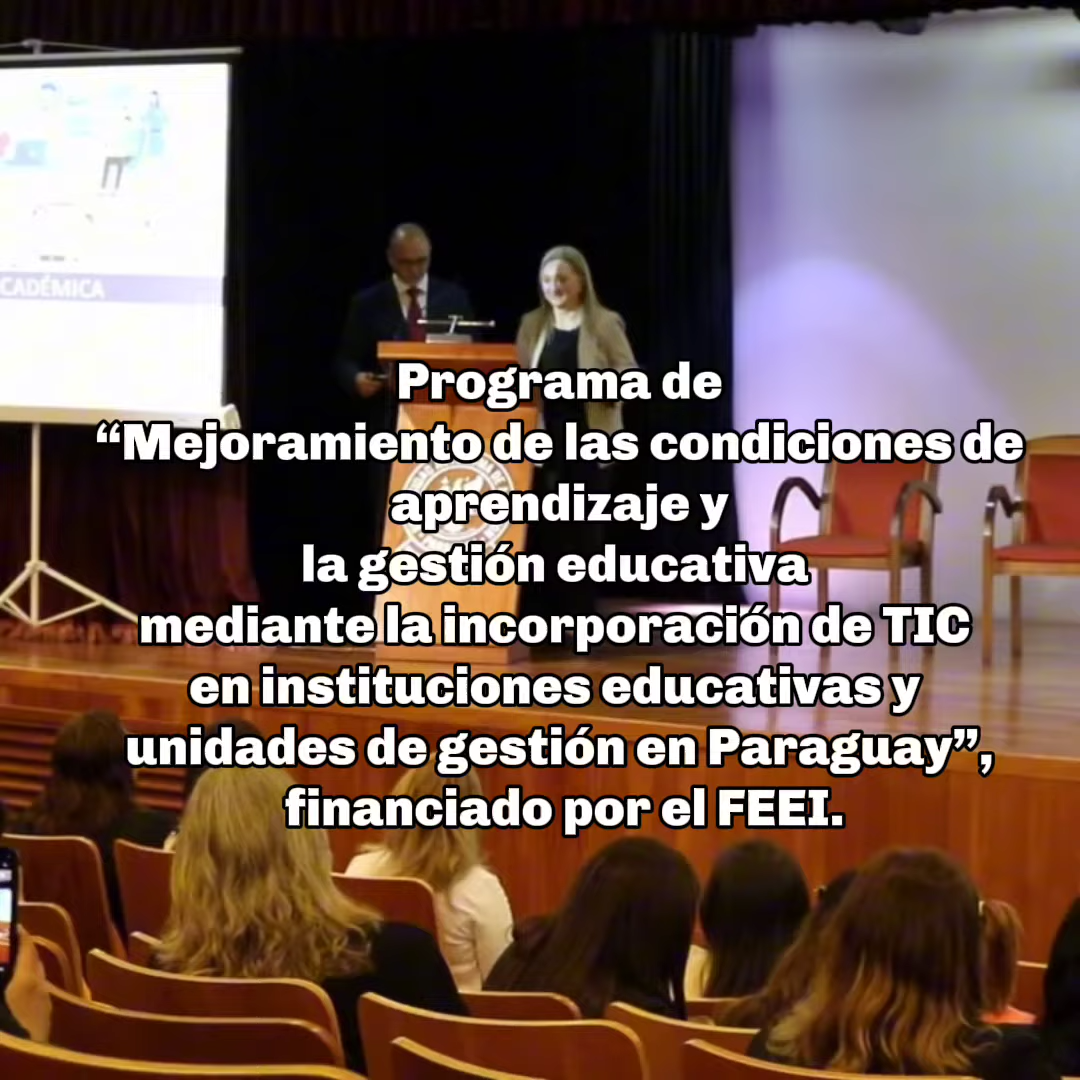 CADÉMICA
Programa de
“Mejoramiento de las condiciones de
aprendizaje y
la gestión educativa
mediante la incorporación de TIC
en instituciones educativas y
unidades de gestión en Paraguay”,
financiado por el FEEI.